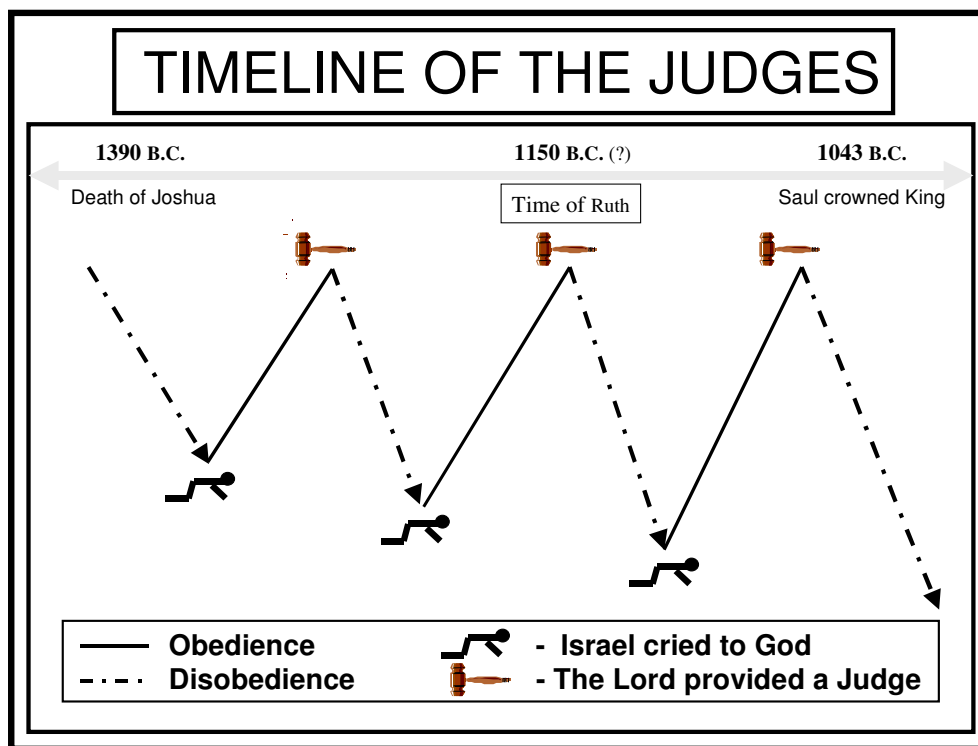 TIMELINE OF THE JUDGES
1390 B.C. 1150 B.C. (?) 1043 B.C.
Death of Joshua Time of Ruth Saul crowned King
Obedience - Israel cried to God
Disobedience - The Lord provided a Judge